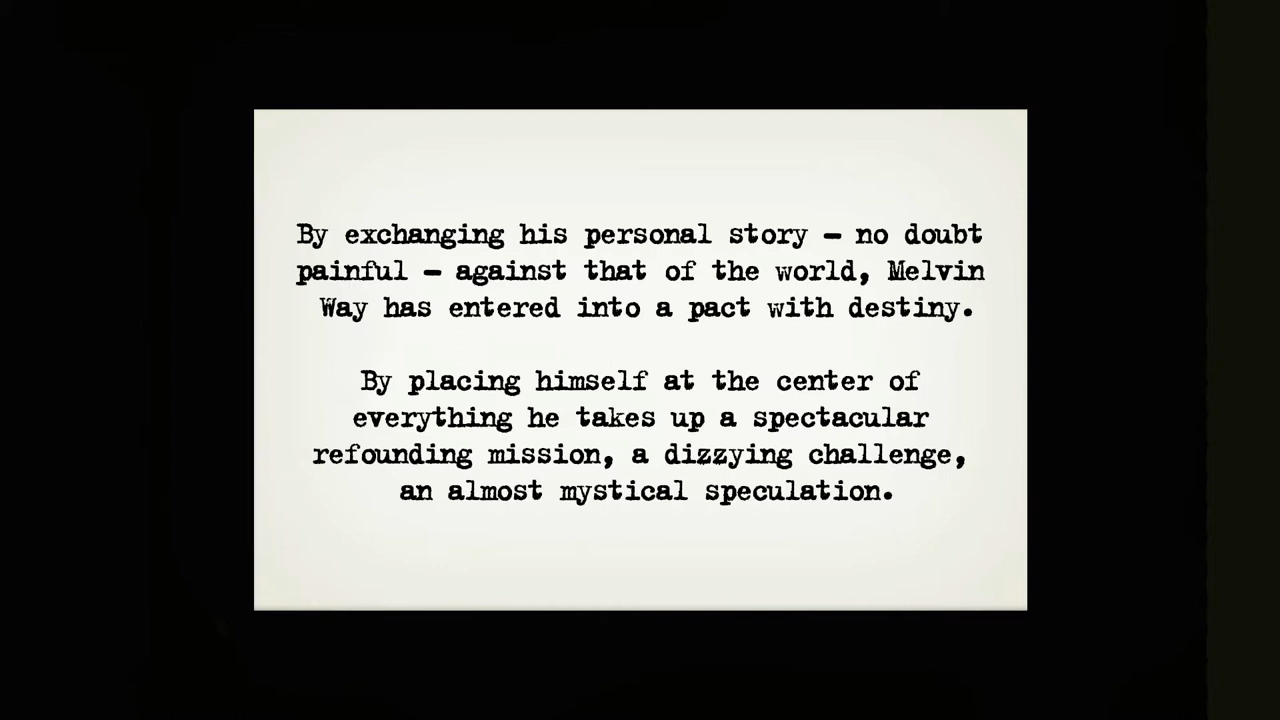 By exchanging his personal story – no doubt
painful – against that of the world, Melvin
Way has entered into a pact with destiny.
By placing himself at the center of
everything he takes up a spectacular
refounding mission, a dizzying challenge,
an almost mystical speculation.